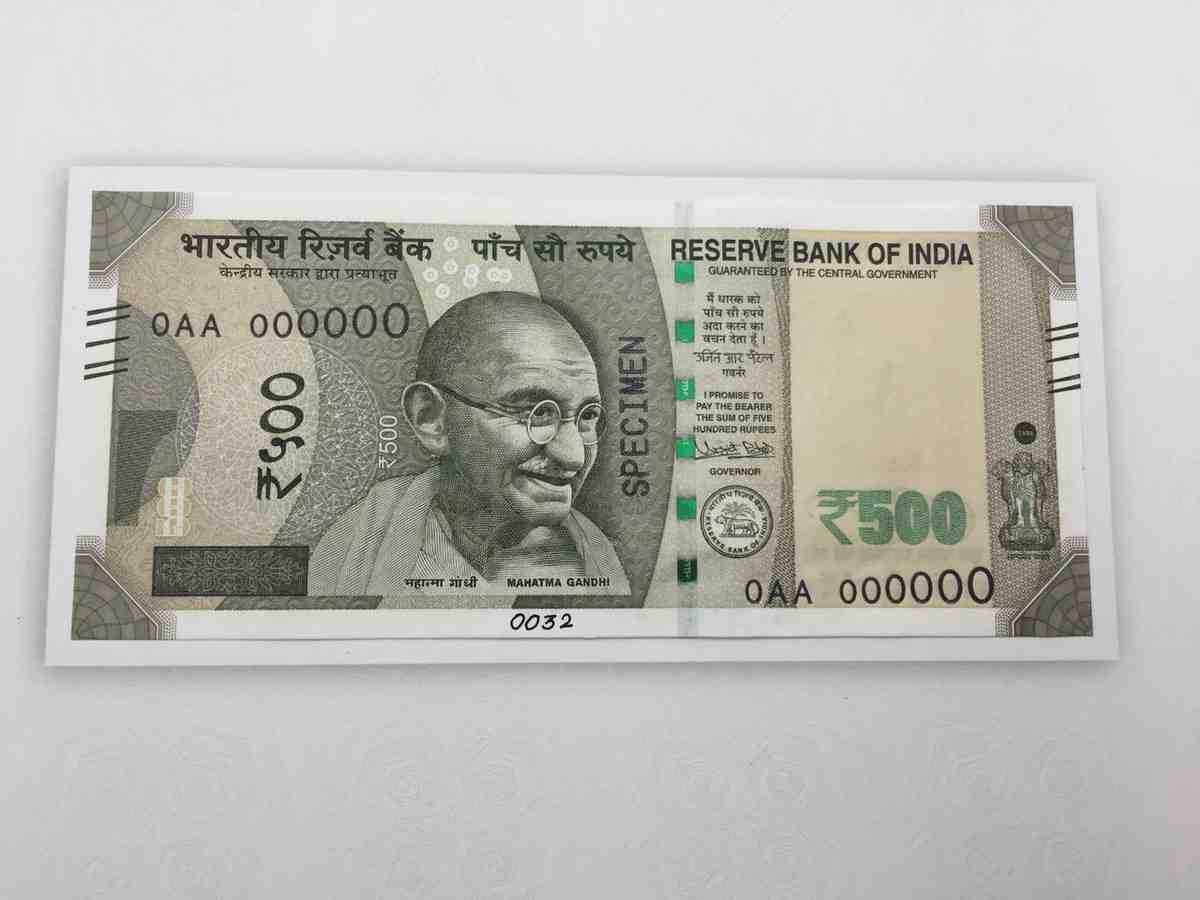 भारतीय रिज़र्व बैंक
केन्द्रीय सरकार द्वारा प्रत्याभूत
पाँच सौ रुपये
RESERVE BANK OF INDIA
GUARANTEED BY THE CENTRAL GOVERNMENT
0AA 000000
₹५००
₹500
SPECIMEN
मैं धारक को
पाँच सौ रुपये
अदा करने का
वचन देता हूँ ।
उर्जित आर पटेल
गवर्नर
I PROMISE TO
PAY THE BEARER
THE SUM OF FIVE
HUNDRED RUPEES
GOVERNOR
भारतीय रिज़र्व बैंक
RESERVE BANK OF INDIA
₹500
महात्मा गांधी
MAHATMA GANDHI
0AA 000000
0032